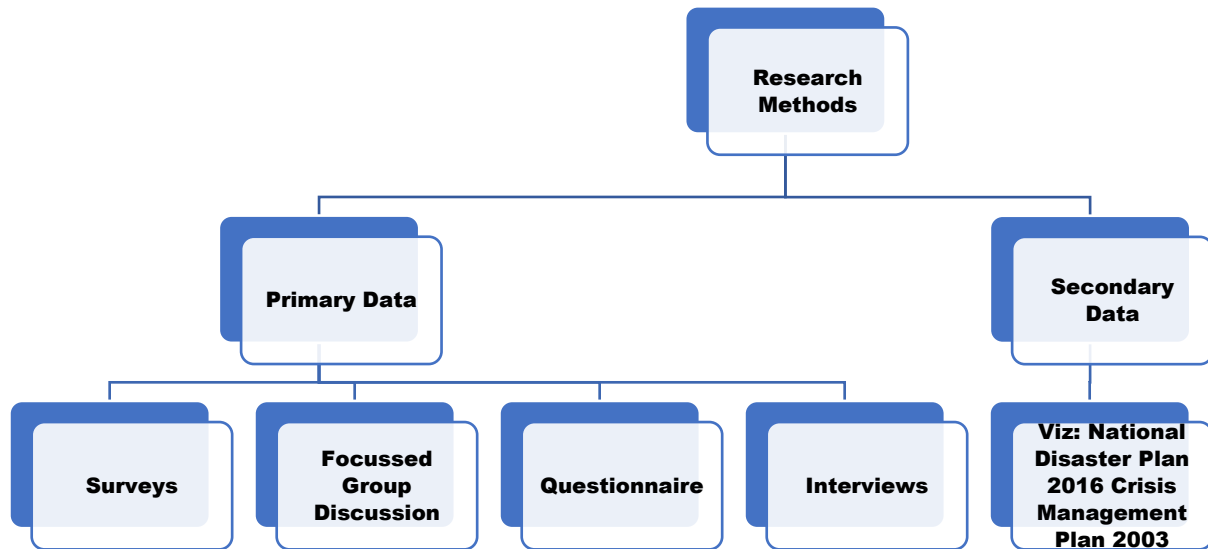 Research
Methods
Primary Data
Secondary
Data
Surveys
Focussed
Group
Discussion
Questionnaire
Interviews
Viz: National
Disaster Plan
2016 Crisis
Management
Plan 2003